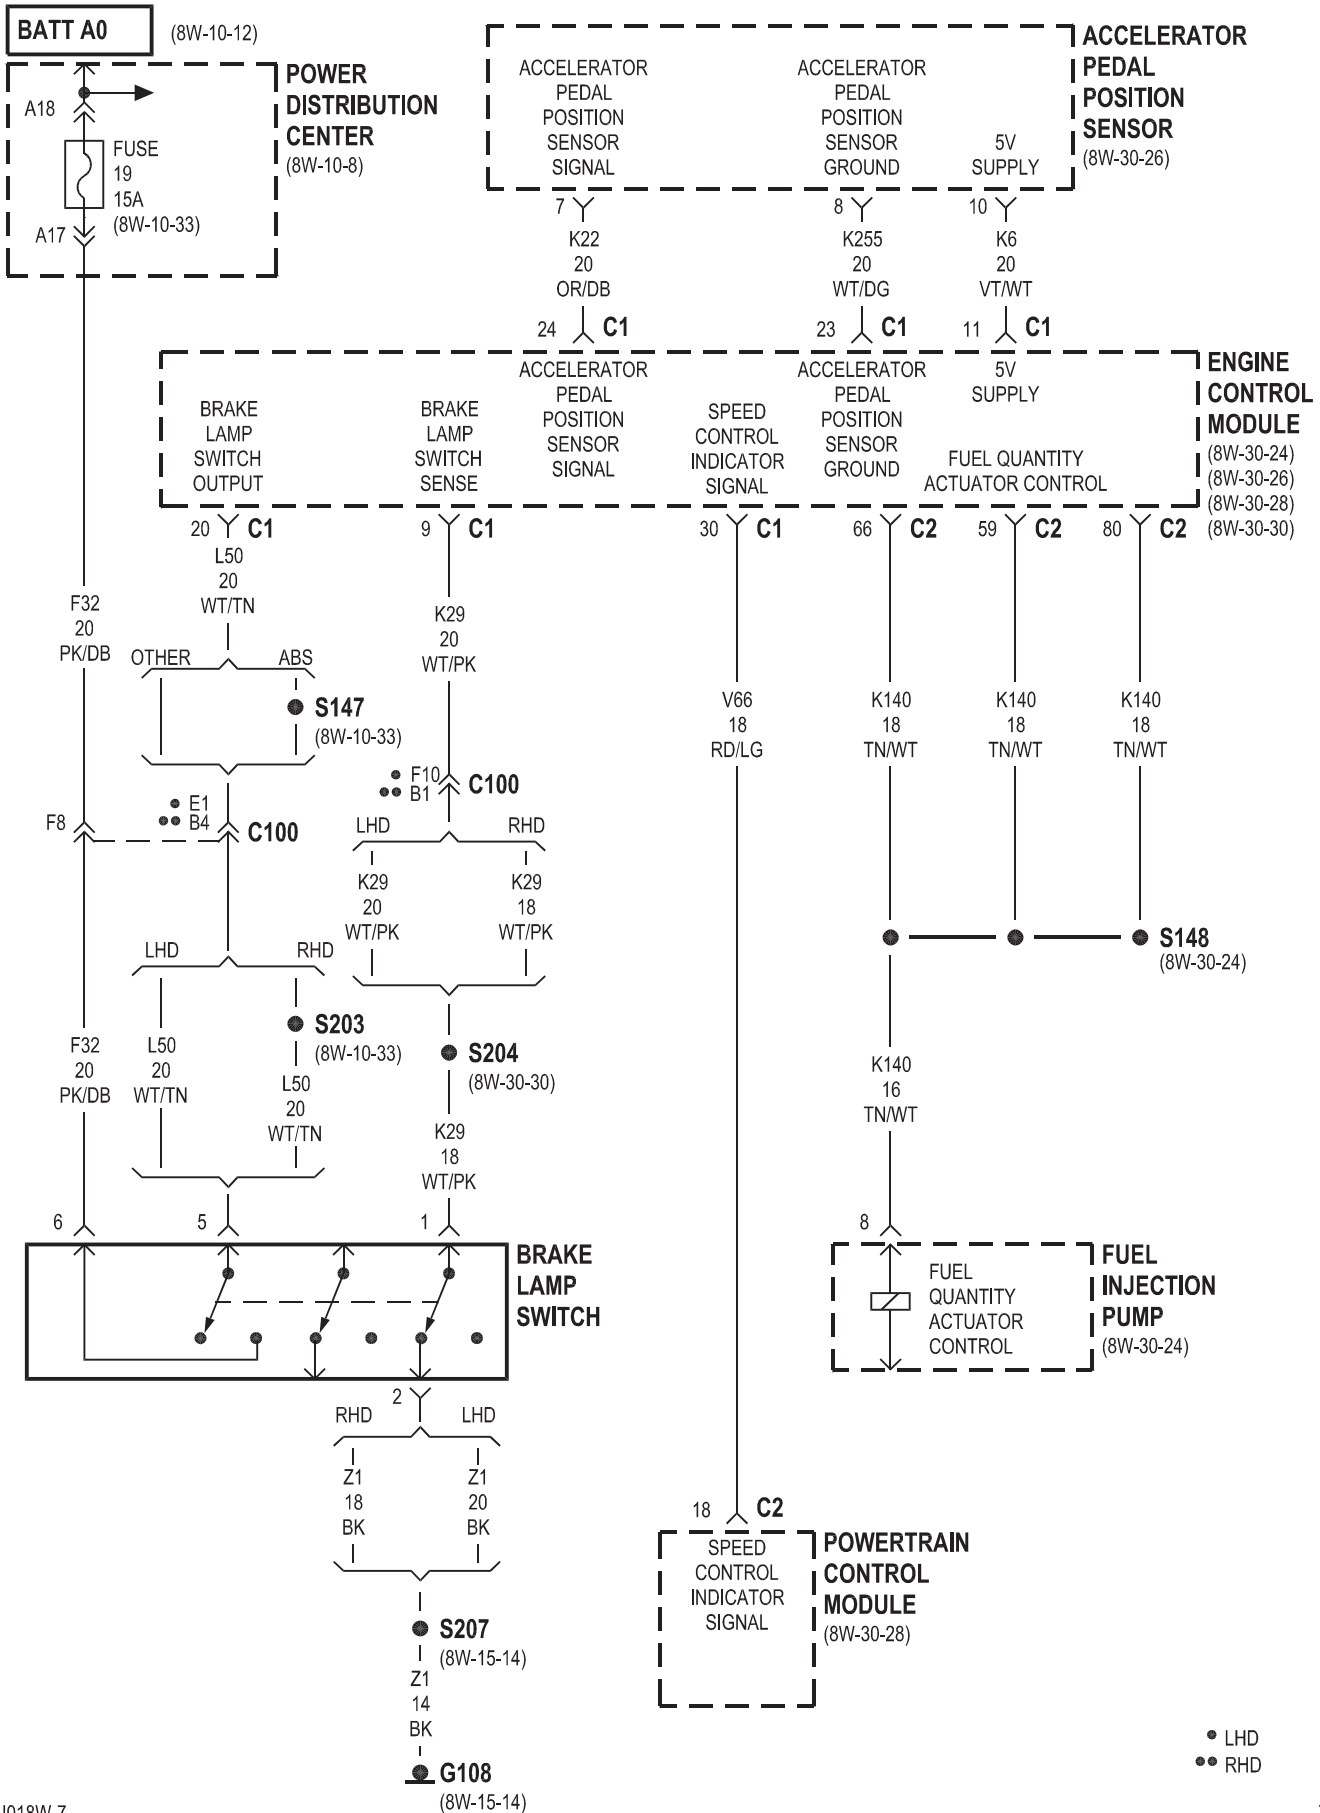 BATT A0
(8W-10-12)
POWER
DISTRIBUTION
CENTER
(8W-10-8)
A18
FUSE
19
15A
(8W-10-33)
A17
ACCELERATOR
PEDAL
POSITION
SENSOR
SIGNAL
ACCELERATOR
PEDAL
POSITION
SENSOR
GROUND
5V
SUPPLY
ACCELERATOR
PEDAL
POSITION
SENSOR
(8W-30-26)
7
K22
20
OR/DB
24 C1
8
K255
20
WT/DG
23 C1
10
K6
20
VT/WT
11 C1
BRAKE
LAMP
SWITCH
OUTPUT
BRAKE
LAMP
SWITCH
SENSE
ACCELERATOR
PEDAL
POSITION
SENSOR
SIGNAL
SPEED
CONTROL
INDICATOR
SIGNAL
ACCELERATOR
PEDAL
POSITION
SENSOR
GROUND
5V
SUPPLY
FUEL QUANTITY
ACTUATOR CONTROL
ENGINE
CONTROL
MODULE
(8W-30-24)
(8W-30-26)
(8W-30-28)
(8W-30-30)
20 C1
9 C1
30 C1
66 C2
59 C2
80 C2
F32
20
PK/DB
L50
20
WT/TN
OTHER
ABS
S147
(8W-10-33)
K29
20
WT/PK
V66
18
RD/LG
K140
18
TN/WT
K140
18
TN/WT
K140
18
TN/WT
F8
E1
B4
C100
F10
B1
C100
LHD
RHD
K29
20
WT/PK
K29
18
WT/PK
LHD
RHD
S203
(8W-10-33)
S204
(8W-30-30)
S148
(8W-30-24)
F32
20
PK/DB
L50
20
WT/TN
L50
20
WT/TN
K29
18
WT/PK
K140
16
TN/WT
6
5
1
8
BRAKE
LAMP
SWITCH
FUEL
QUANTITY
ACTUATOR
CONTROL
FUEL
INJECTION
PUMP
(8W-30-24)
2
RHD
LHD
Z1
18
BK
Z1
20
BK
S207
(8W-15-14)
Z1
14
BK
G108
(8W-15-14)
18 C2
SPEED
CONTROL
INDICATOR
SIGNAL
POWERTRAIN
CONTROL
MODULE
(8W-30-28)
LHD
RHD